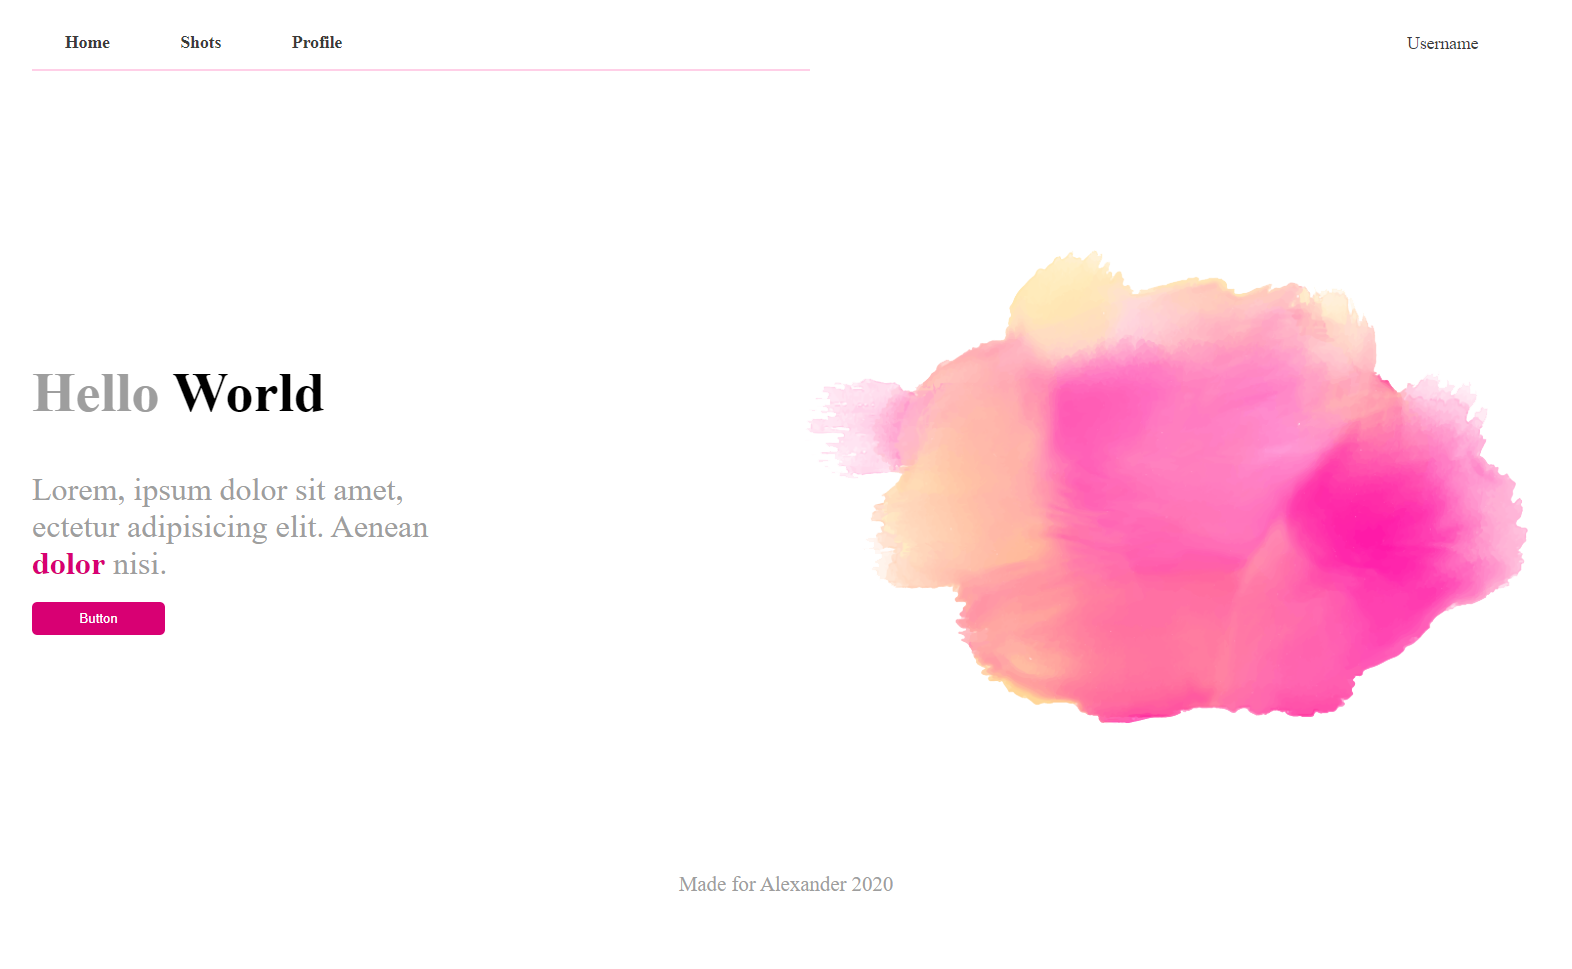 Home Shots Profile Username
Hello World
Lorem, ipsum dolor sit amet,
ectetur adipisicing elit. Aenean
dolor nisi.
Button
Made for Alexander 2020